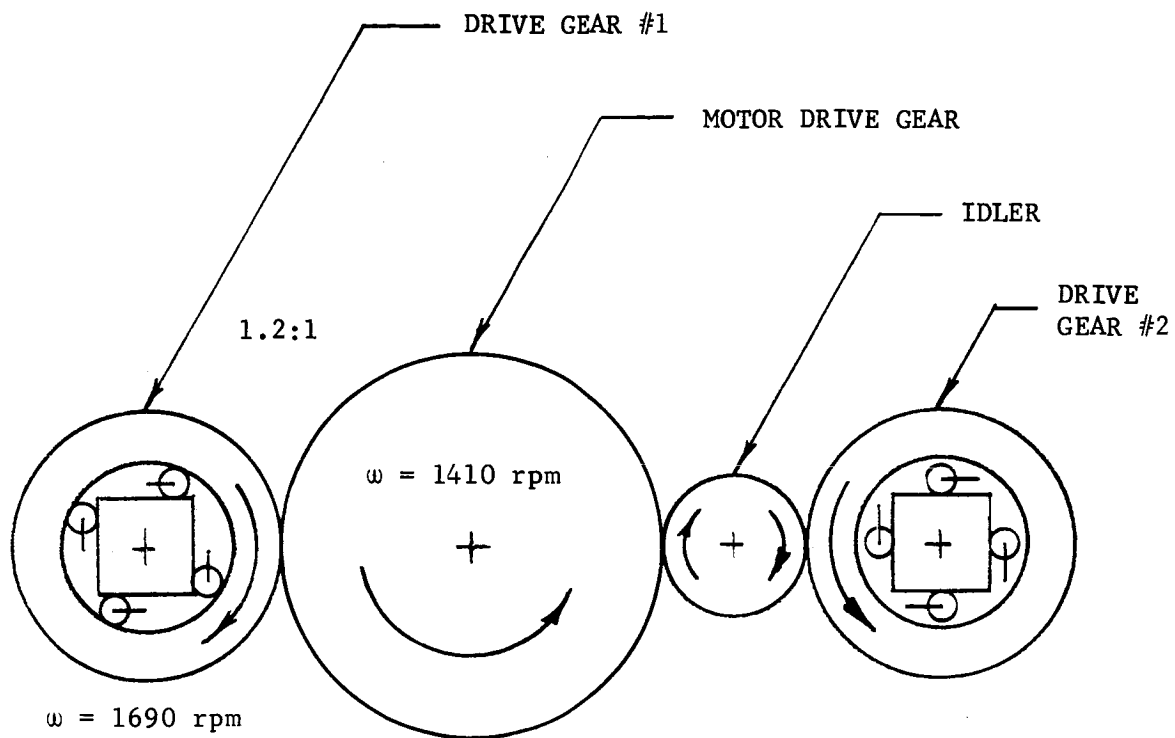 DRIVE GEAR #1
MOTOR DRIVE GEAR
IDLER
DRIVE
GEAR #2
1.2:1
ω = 1410 rpm
ω = 1690 rpm